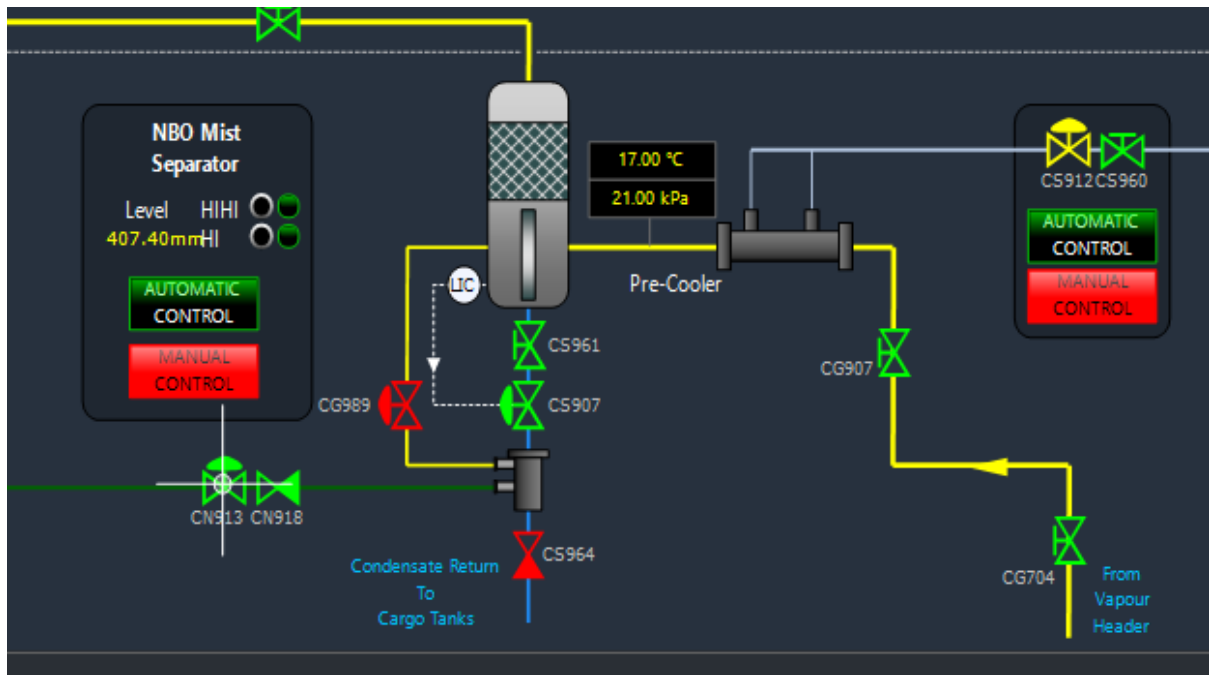 NBO Mist
Separator
Level HIHI
407.40mm HI
AUTOMATIC
CONTROL
MANUAL
CONTROL
17.00 °C
21.00 kPa
CS912 CS960
AUTOMATIC
CONTROL
MANUAL
CONTROL
LIC
Pre-Cooler
CS961
CG907
CG989
CS907
CN913 CN918
CS964
Condensate Return
To
Cargo Tanks
CG704
From
Vapour
Header